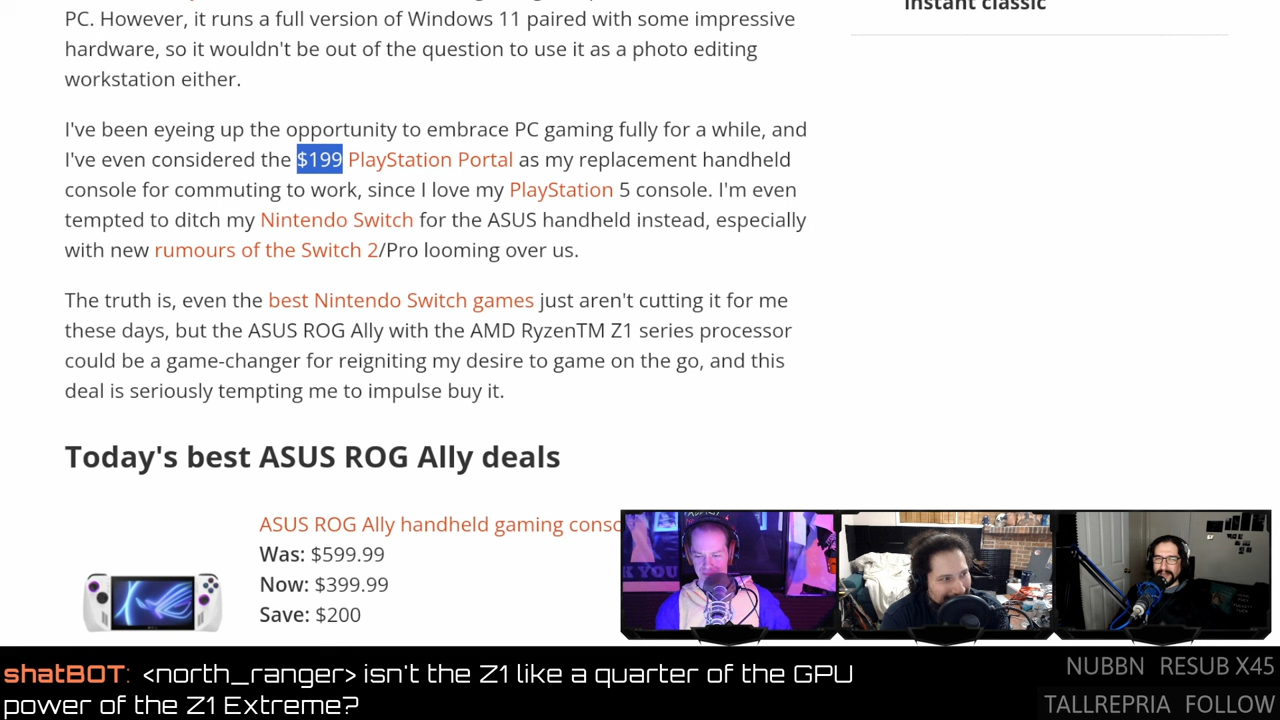 instant classic
PC. However, it runs a full version of Windows 11 paired with some impressive
hardware, so it wouldn't be out of the question to use it as a photo editing
workstation either.
I've been eyeing up the opportunity to embrace PC gaming fully for a while, and
I've even considered the $199 PlayStation Portal as my replacement handheld
console for commuting to work, since I love my PlayStation 5 console. I'm even
tempted to ditch my Nintendo Switch for the ASUS handheld instead, especially
with new rumours of the Switch 2/Pro looming over us.
The truth is, even the best Nintendo Switch games just aren't cutting it for me
these days, but the ASUS ROG Ally with the AMD RyzenTM Z1 series processor
could be a game-changer for reigniting my desire to game on the go, and this
deal is seriously tempting me to impulse buy it.
Today's best ASUS ROG Ally deals
ASUS ROG Ally handheld gaming conso
Was: $599.99
Now: $399.99
Save: $200
shatBOT: <north_ranger> isn't the Z1 like a quarter of the GPU
power of the Z1 Extreme?
NUBBN RESUB X45
TALLREPRIA FOLLOW